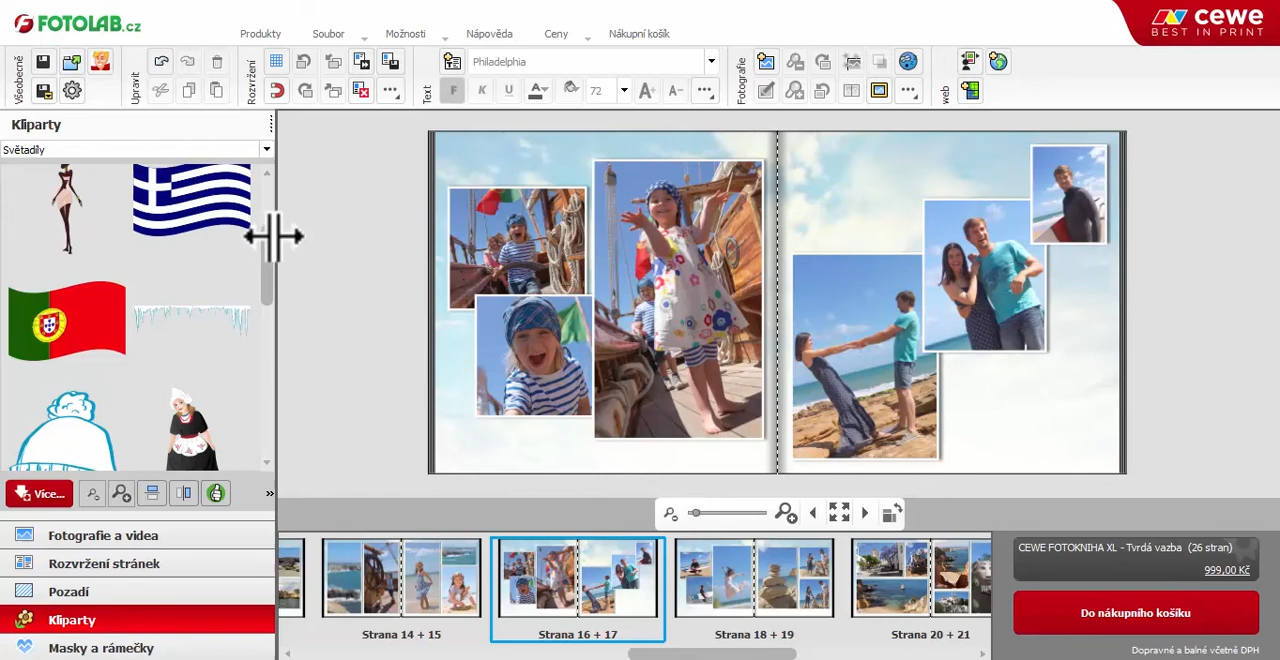 FOTOLAB.cz
Produkty
Soubor
Možnosti
Nápověda
Ceny
Nákupní košík
cewe
BEST IN PRINT
Všeobecné
Upravit
Rozvržení
Text
Philadelphia
F
K
U
A
72
A+
A-
Fotografie
web
Kliparty
Světadíly
Více...
»
Fotografie a videa
Rozvržení stránek
Pozadí
Kliparty
Masky a rámečky
Strana 14 + 15
Strana 16 + 17
Strana 18 + 19
Strana 20 + 21
CEWE FOTOKNIHA XL - Tvrdá vazba (26 stran)
999,00 Kč
Do nákupního košíku
Dopravné a balné včetně DPH